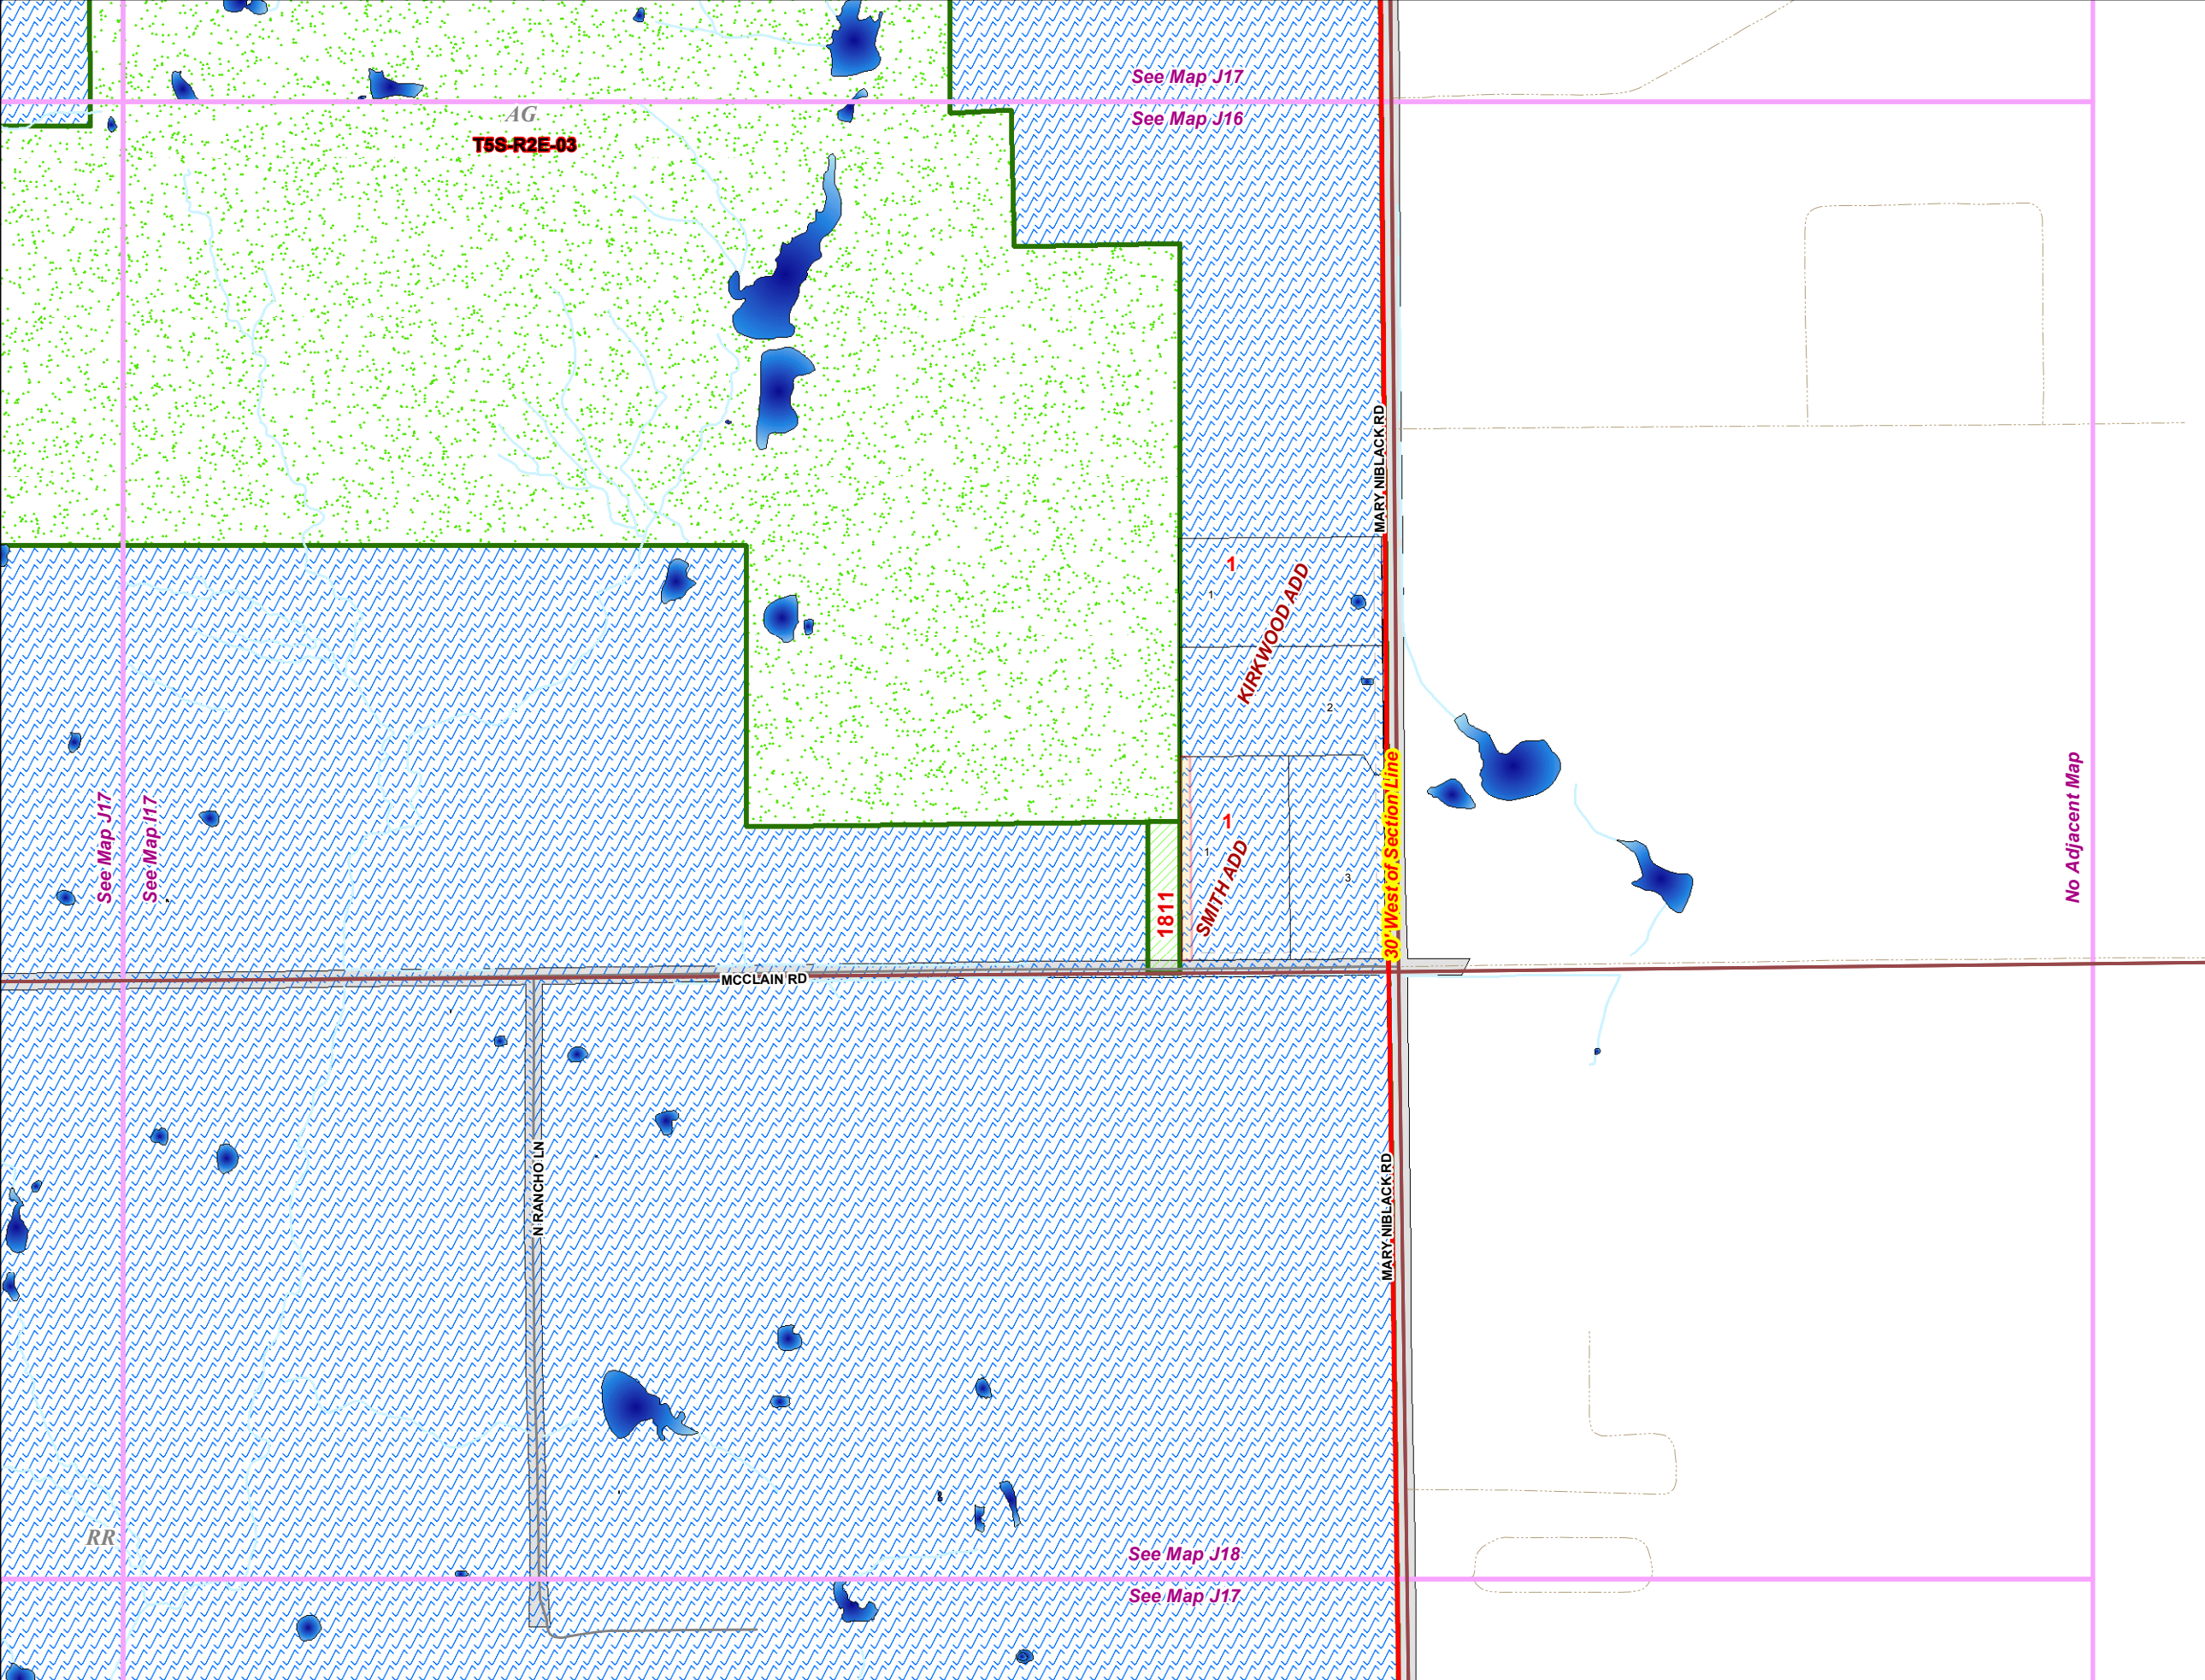 See Map J17
See Map J16
AG
T5S-R2E-03
MARY NIBLACK RD
1
1
KIRKWOOD ADD
2
30' West of Section Line
See Map J17
See Map I17
No Adjacent Map
1
1
SMITH ADD
3
1811
MCCLAIN RD
N RANCHO LN
MARY NIBLACK RD
RR
See Map J18
See Map J17